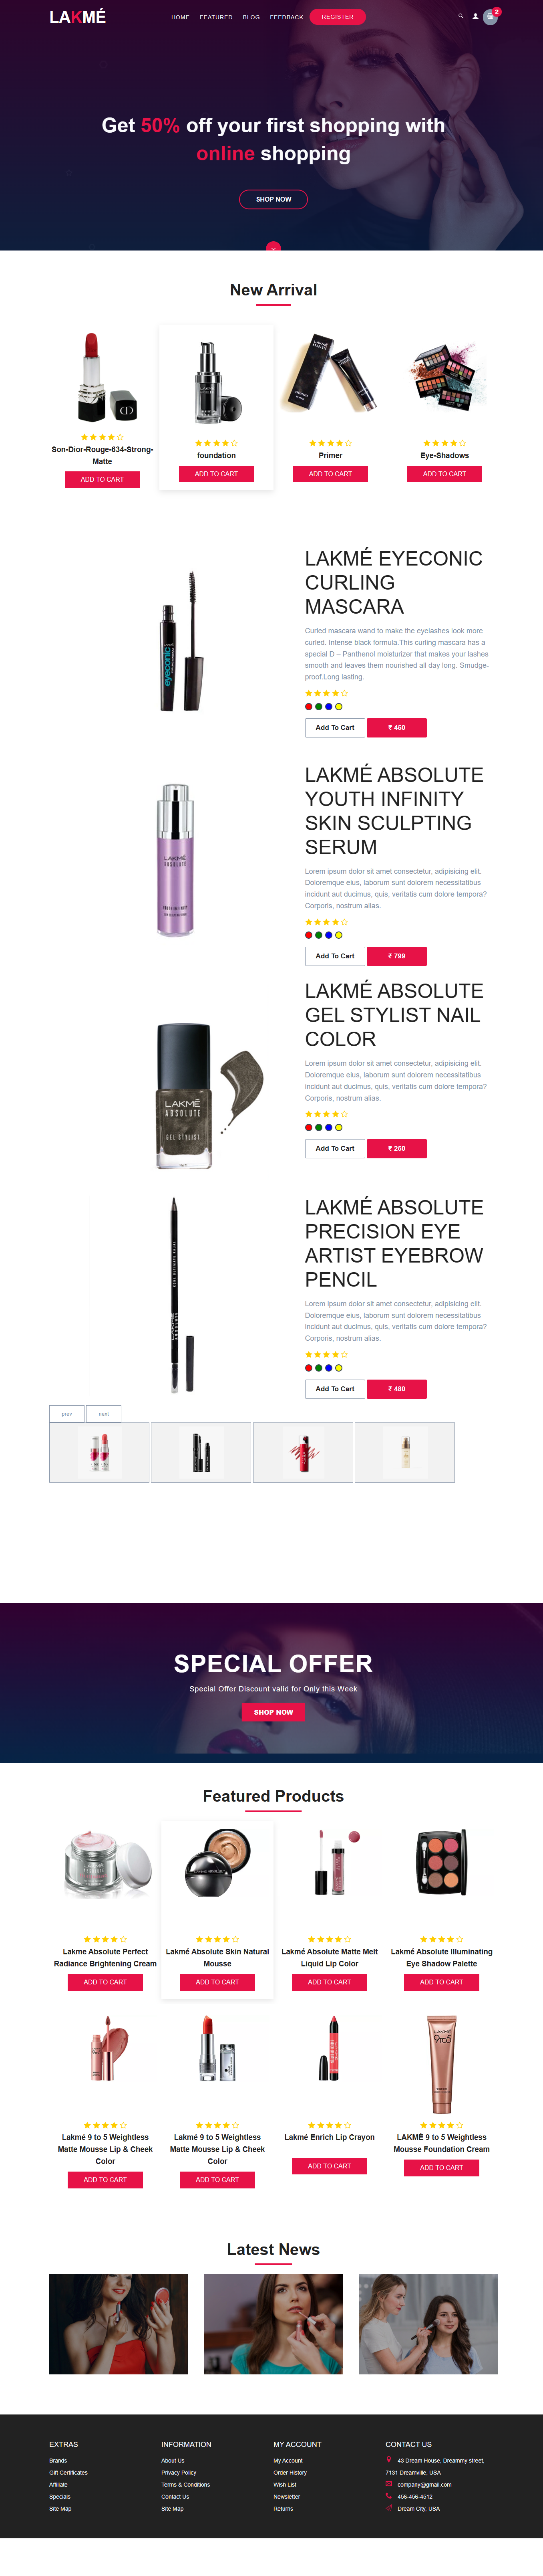 LAKMÉ
HOME FEATURED BLOG FEEDBACK REGISTER
2
Get 50% off your first shopping with
online shopping
SHOP NOW
New Arrival
Son-Dior-Rouge-634-Strong-
Matte
ADD TO CART
foundation
ADD TO CART
Primer
ADD TO CART
Eye-Shadows
ADD TO CART
eyeconic
LAKMÉ EYECONIC
CURLING
MASCARA
Curled mascara wand to make the eyelashes look more
curled. Intense black formula.This curling mascara has a
special D – Panthenol moisturizer that makes your lashes
smooth and leaves them nourished all day long. Smudge-
proof.Long lasting.
Add To Cart ₹ 450
LAKMÉ
ABSOLUTE
LAKMÉ ABSOLUTE
YOUTH INFINITY
SKIN SCULPTING
SERUM
Lorem ipsum dolor sit amet consectetur, adipisicing elit.
Doloremque eius, laborum sunt dolorem necessitatibus
incidunt aut ducimus, quis, veritatis cum dolore tempora?
Corporis, nostrum alias.
Add To Cart ₹ 799
LAKMÉ
ABSOLUTE
GEL STYLIST
LAKMÉ ABSOLUTE
GEL STYLIST NAIL
COLOR
Lorem ipsum dolor sit amet consectetur, adipisicing elit.
Doloremque eius, laborum sunt dolorem necessitatibus
incidunt aut ducimus, quis, veritatis cum dolore tempora?
Corporis, nostrum alias.
Add To Cart ₹ 250
LAKMÉ ABSOLUTE
PRECISION EYE
ARTIST EYEBROW
PENCIL
Lorem ipsum dolor sit amet consectetur, adipisicing elit.
Doloremque eius, laborum sunt dolorem necessitatibus
incidunt aut ducimus, quis, veritatis cum dolore tempora?
Corporis, nostrum alias.
Add To Cart ₹ 480
prev next
SPECIAL OFFER
Special Offer Discount valid for Only this Week
SHOP NOW
Featured Products
Lakme Absolute Perfect
Radiance Brightening Cream
ADD TO CART
Lakmé Absolute Skin Natural
Mousse
ADD TO CART
Lakmé Absolute Matte Melt
Liquid Lip Color
ADD TO CART
Lakmé Absolute Illuminating
Eye Shadow Palette
ADD TO CART
Lakmé 9 to 5 Weightless
Matte Mousse Lip & Cheek
Color
ADD TO CART
Lakmé 9 to 5 Weightless
Matte Mousse Lip & Cheek
Color
ADD TO CART
Lakmé Enrich Lip Crayon
ADD TO CART
LAKMÉ
9to5
LAKMÉ 9 to 5 Weightless
Mousse Foundation Cream
ADD TO CART
Latest News
EXTRAS
Brands
Gift Certificates
Affiliate
Specials
Site Map
INFORMATION
About Us
Privacy Policy
Terms & Conditions
Contact Us
Site Map
MY ACCOUNT
My Account
Order History
Wish List
Newsletter
Returns
CONTACT US
43 Dream House, Dreammy street,
7131 Dreamville, USA
company@gmail.com
456-456-4512
Dream City, USA